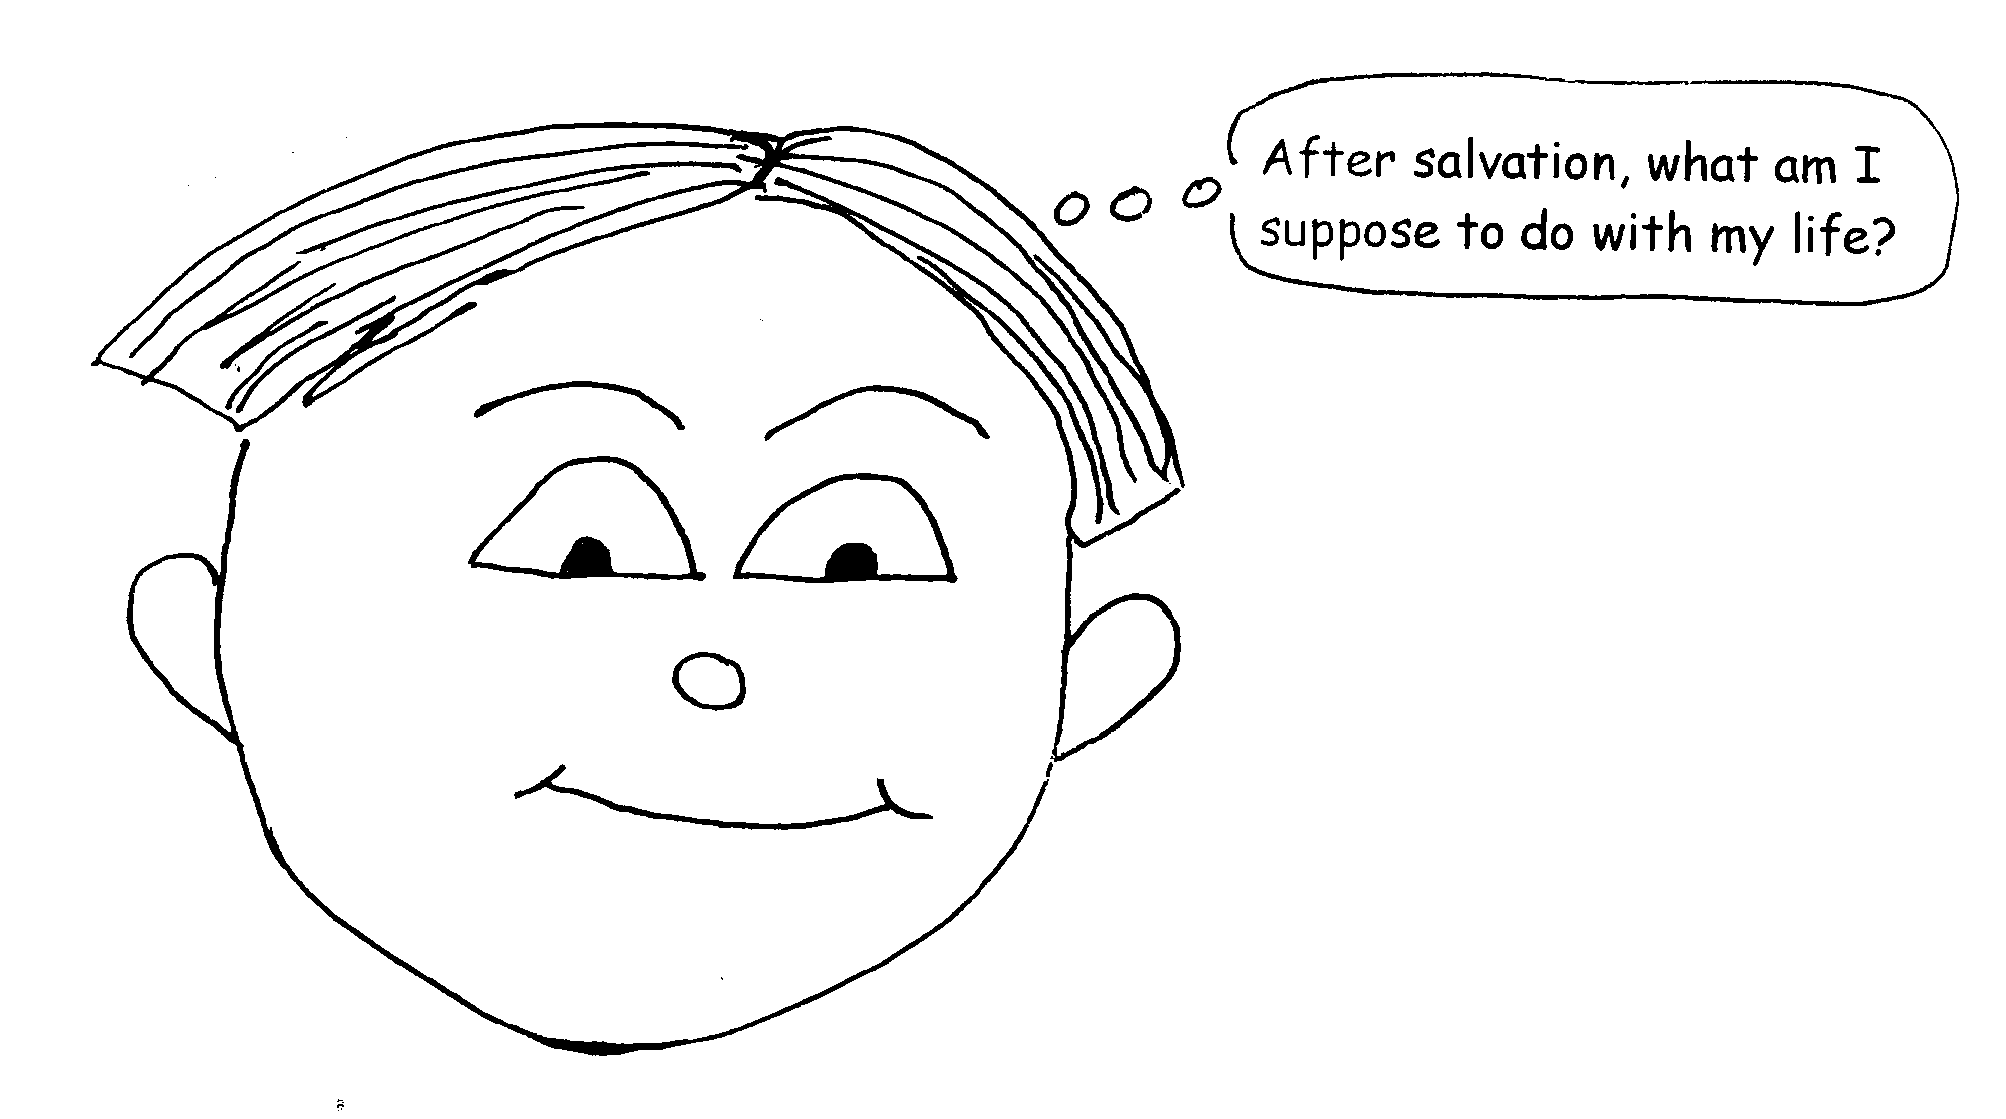 After salvation, what am I
suppose to do with my life?